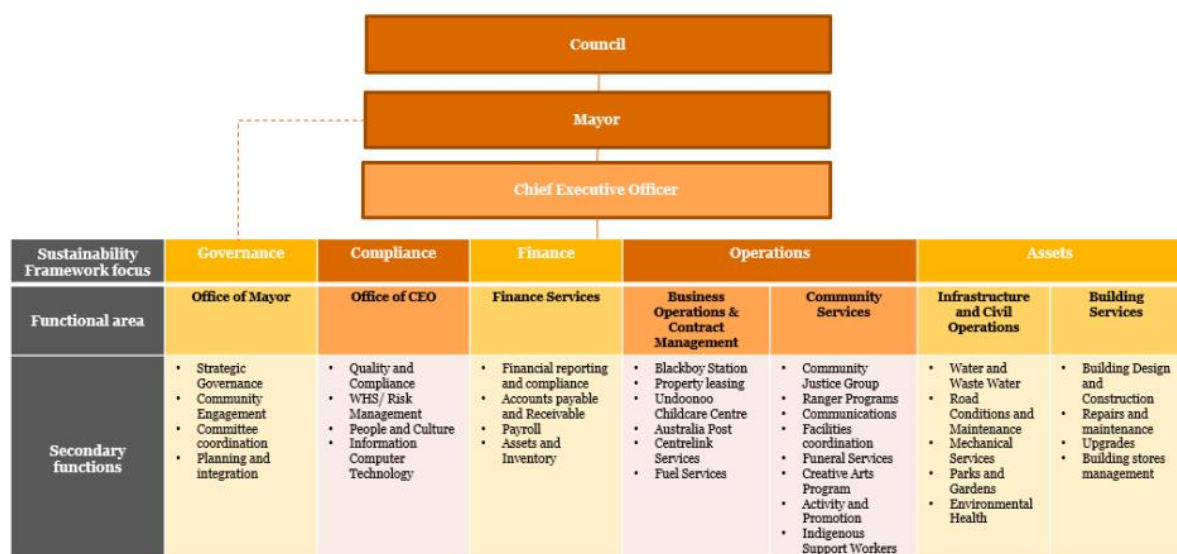 Council
Mayor
Chief Executive Officer
Sustainability
Framework focus
Governance
Compliance
Finance
Operations
Assets
Functional area
Office of Mayor
Office of CEO
Finance Services
Business
Operations &
Contract
Management
Community
Services
Infrastructure
and Civil
Operations
Building
Services
Secondary
functions
• Strategic
Governance
• Community
Engagement
• Committee
coordination
• Planning and
integration
• Quality and
Compliance
• WHS/ Risk
Management
• People and Culture
• Information
Computer
Technology
• Financial reporting
and compliance
• Accounts payable
and Receivable
• Payroll
• Assets and
Inventory
• Blackboy Station
• Property leasing
• Undoonoo
Childcare Centre
• Australia Post
• Centrelink
Services
• Fuel Services
• Community
Justice Group
• Ranger Programs
• Communications
• Facilities
coordination
• Funeral Services
• Creative Arts
Program
• Activity and
Promotion
• Indigenous
Support Workers
• Water and
Waste Water
• Road
Conditions and
Maintenance
• Mechanical
Services
• Parks and
Gardens
• Environmental
Health
• Building Design
and
Construction
• Repairs and
maintenance
• Upgrades
• Building stores
management